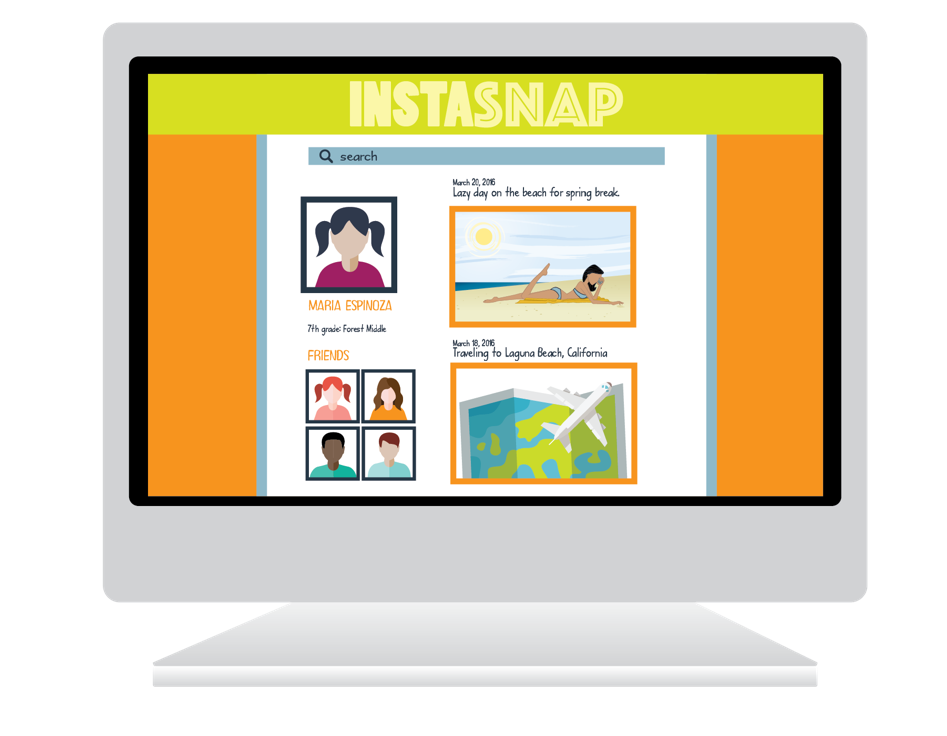 INSTASNAP
search
March 20, 2016
Lazy day on the beach for spring break.
MARIA ESPINOZA
7th grade: Forest Middle
FRIENDS
March 18, 2016
Traveling to Laguna Beach, California